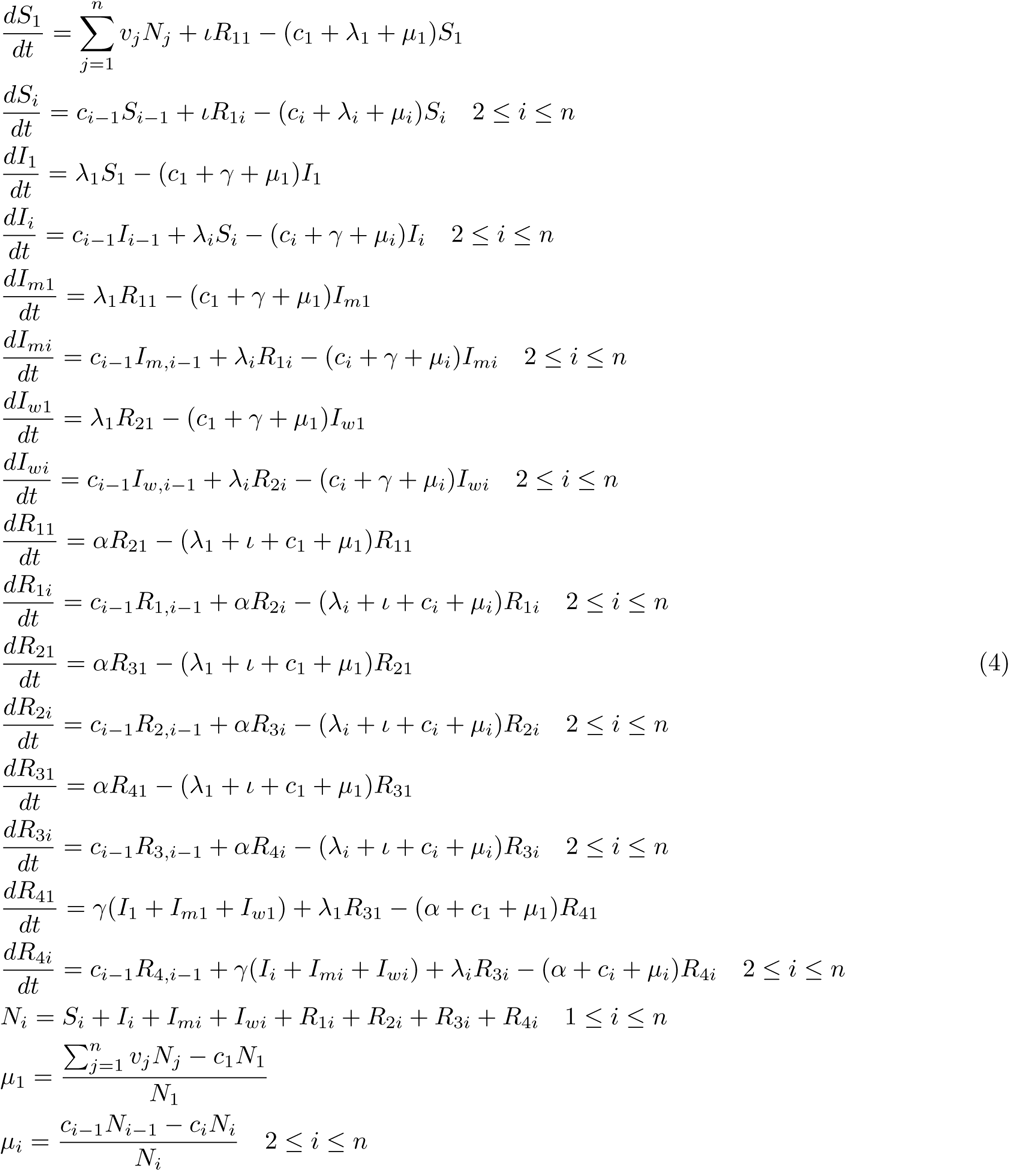 \frac{dS_1}{dt} = \sum_{j=1}^{n} v_j N_j + \iota R_{11} - (c_1 + \lambda_1 + \mu_1)S_1
\frac{dS_i}{dt} = c_{i-1}S_{i-1} + \iota R_{1i} - (c_i + \lambda_i + \mu_i)S_i \quad 2 \leq i \leq n
\frac{dI_1}{dt} = \lambda_1 S_1 - (c_1 + \gamma + \mu_1)I_1
\frac{dI_i}{dt} = c_{i-1}I_{i-1} + \lambda_i S_i - (c_i + \gamma + \mu_i)I_i \quad 2 \leq i \leq n
\frac{dI_{m1}}{dt} = \lambda_1 R_{11} - (c_1 + \gamma + \mu_1)I_{m1}
\frac{dI_{mi}}{dt} = c_{i-1}I_{m,i-1} + \lambda_i R_{1i} - (c_i + \gamma + \mu_i)I_{mi} \quad 2 \leq i \leq n
\frac{dI_{w1}}{dt} = \lambda_1 R_{21} - (c_1 + \gamma + \mu_1)I_{w1}
\frac{dI_{wi}}{dt} = c_{i-1}I_{w,i-1} + \lambda_i R_{2i} - (c_i + \gamma + \mu_i)I_{wi} \quad 2 \leq i \leq n
\frac{dR_{11}}{dt} = \alpha R_{21} - (\lambda_1 + \iota + c_1 + \mu_1)R_{11}
\frac{dR_{1i}}{dt} = c_{i-1}R_{1,i-1} + \alpha R_{2i} - (\lambda_i + \iota + c_i + \mu_i)R_{1i} \quad 2 \leq i \leq n
\frac{dR_{21}}{dt} = \alpha R_{31} - (\lambda_1 + \iota + c_1 + \mu_1)R_{21} \quad (4)
\frac{dR_{2i}}{dt} = c_{i-1}R_{2,i-1} + \alpha R_{3i} - (\lambda_i + \iota + c_i + \mu_i)R_{2i} \quad 2 \leq i \leq n
\frac{dR_{31}}{dt} = \alpha R_{41} - (\lambda_1 + \iota + c_1 + \mu_1)R_{31}
\frac{dR_{3i}}{dt} = c_{i-1}R_{3,i-1} + \alpha R_{4i} - (\lambda_i + \iota + c_i + \mu_i)R_{3i} \quad 2 \leq i \leq n
\frac{dR_{41}}{dt} = \gamma(I_1 + I_{m1} + I_{w1}) + \lambda_1 R_{31} - (\alpha + c_1 + \mu_1)R_{41}
\frac{dR_{4i}}{dt} = c_{i-1}R_{4,i-1} + \gamma(I_i + I_{mi} + I_{wi}) + \lambda_i R_{3i} - (\alpha + c_i + \mu_i)R_{4i} \quad 2 \leq i \leq n
N_i = S_i + I_i + I_{mi} + I_{wi} + R_{1i} + R_{2i} + R_{3i} + R_{4i} \quad 1 \leq i \leq n
\mu_1 = \frac{\sum_{j=1}^{n} v_j N_j - c_1 N_1}{N_1}
\mu_i = \frac{c_{i-1}N_{i-1} - c_i N_i}{N_i} \quad 2 \leq i \leq n